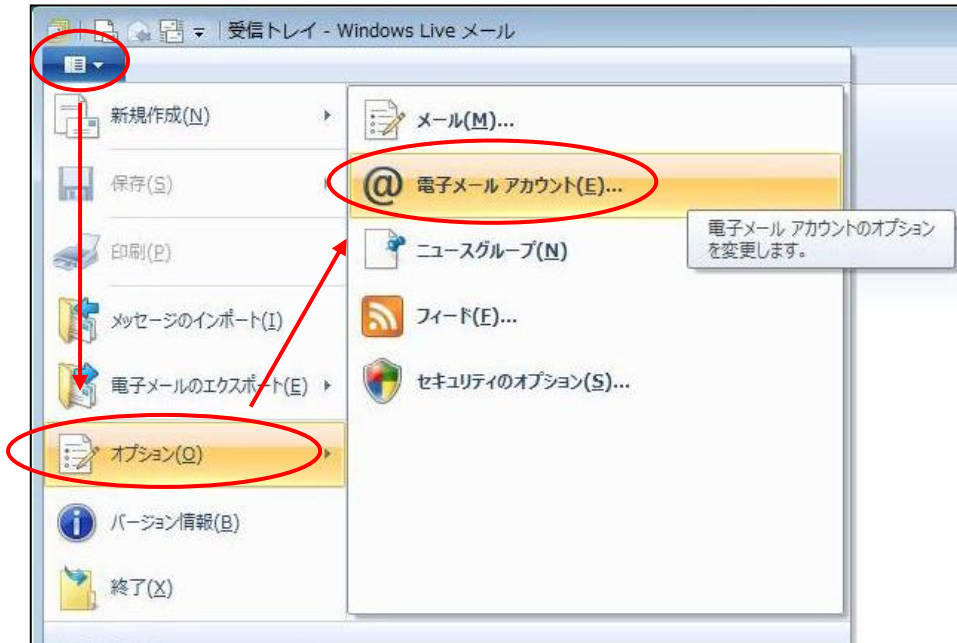 受信トレイ - Windows Live メール
新規作成(N)
保存(S)
印刷(P)
メッセージのインポート(I)
電子メールのエクスポート(E)
オプション(O)
バージョン情報(B)
終了(X)
メール(M)...
電子メール アカウント(E)...
ニュースグループ(N)
フィード(F)...
セキュリティのオプション(S)...
電子メール アカウントのオプション
を変更します。